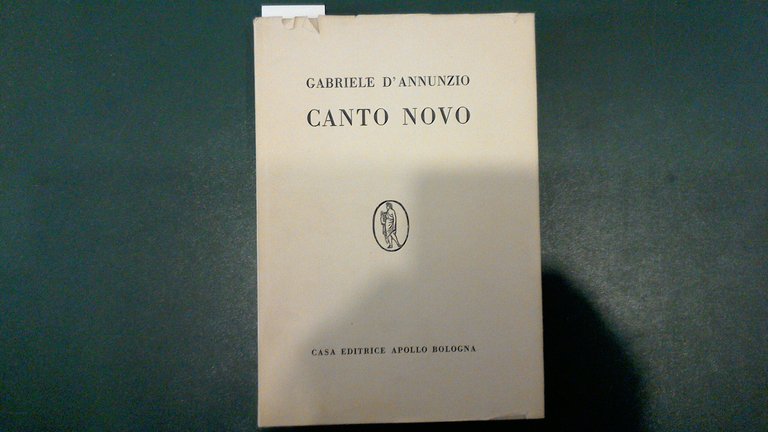 GABRIELE D'ANNUNZIO
CANTO NOVO
CASA EDITRICE APOLLO BOLOGNA